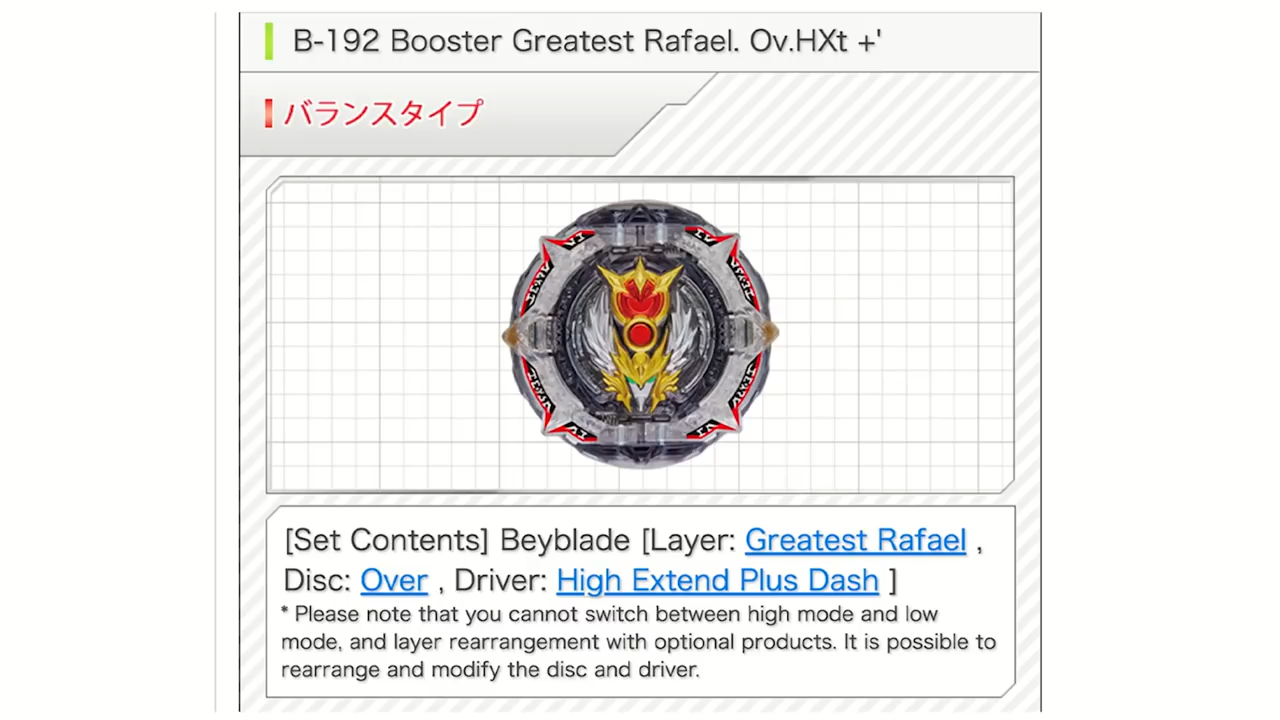 B-192 Booster Greatest Rafael. Ov.HXt +'
バランスタイプ
[Set Contents] Beyblade [Layer: Greatest Rafael ,
Disc: Over , Driver: High Extend Plus Dash ]
* Please note that you cannot switch between high mode and low
mode, and layer rearrangement with optional products. It is possible to
rearrange and modify the disc and driver.